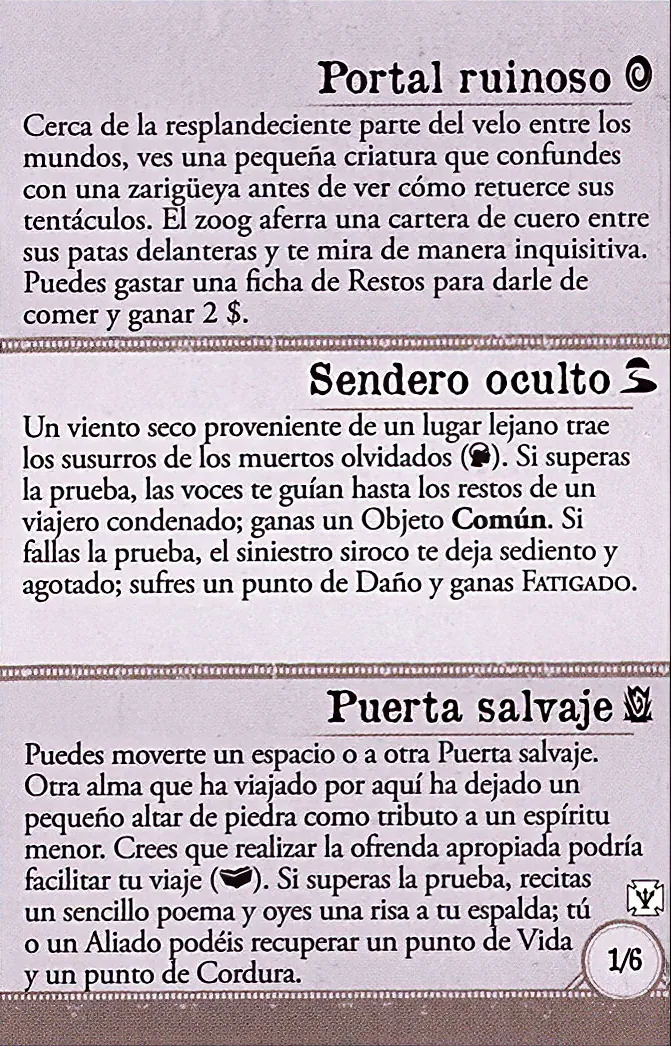 Portal ruinoso
Cerca de la resplandeciente parte del velo entre los
mundos, ves una pequeña criatura que confundes
con una zarigüeya antes de ver cómo retuerce sus
tentáculos. El zoog aferra una cartera de cuero entre
sus patas delanteras y te mira de manera inquisitiva.
Puedes gastar una ficha de Restos para darle de
comer y ganar 2 $.
Sendero oculto
Un viento seco proveniente de un lugar lejano trae
los susurros de los muertos olvidados (). Si superas
la prueba, las voces te guían hasta los restos de un
viajero condenado; ganas un Objeto Común. Si
fallas la prueba, el siniestro siroco te deja sediento y
agotado; sufres un punto de Daño y ganas FATIGADO.
Puerta salvaje
Puedes moverte un espacio o a otra Puerta salvaje.
Otra alma que ha viajado por aquí ha dejado un
pequeño altar de piedra como tributo a un espíritu
menor. Crees que realizar la ofrenda apropiada podría
facilitar tu viaje (). Si superas la prueba, recitas
un sencillo poema y oyes una risa a tu espalda; tú
o un Aliado podéis recuperar un punto de Vida
y un punto de Cordura.
1/6